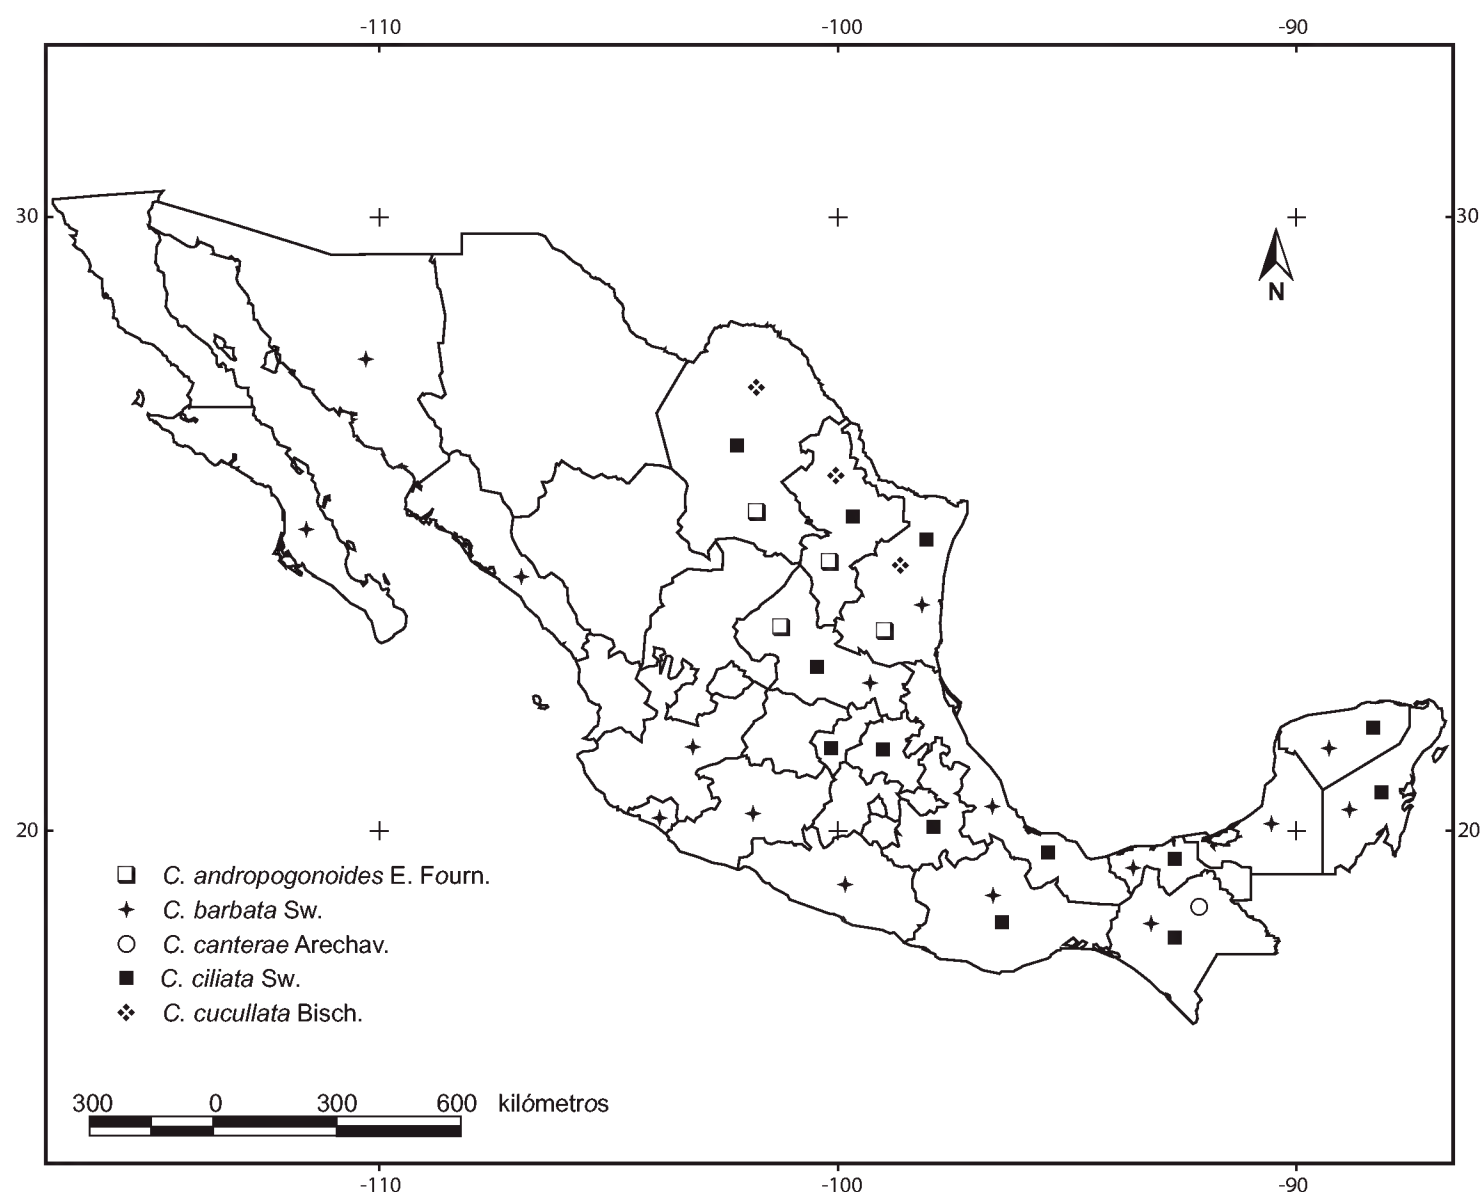 -110 -100 -90
30 30
N
20 20
C. andropogonoides E. Fourn.
C. barbata Sw.
C. canterae Arechav.
C. ciliata Sw.
C. cucullata Bisch.
300 0 300 600 kilómetros
-110 -100 -90